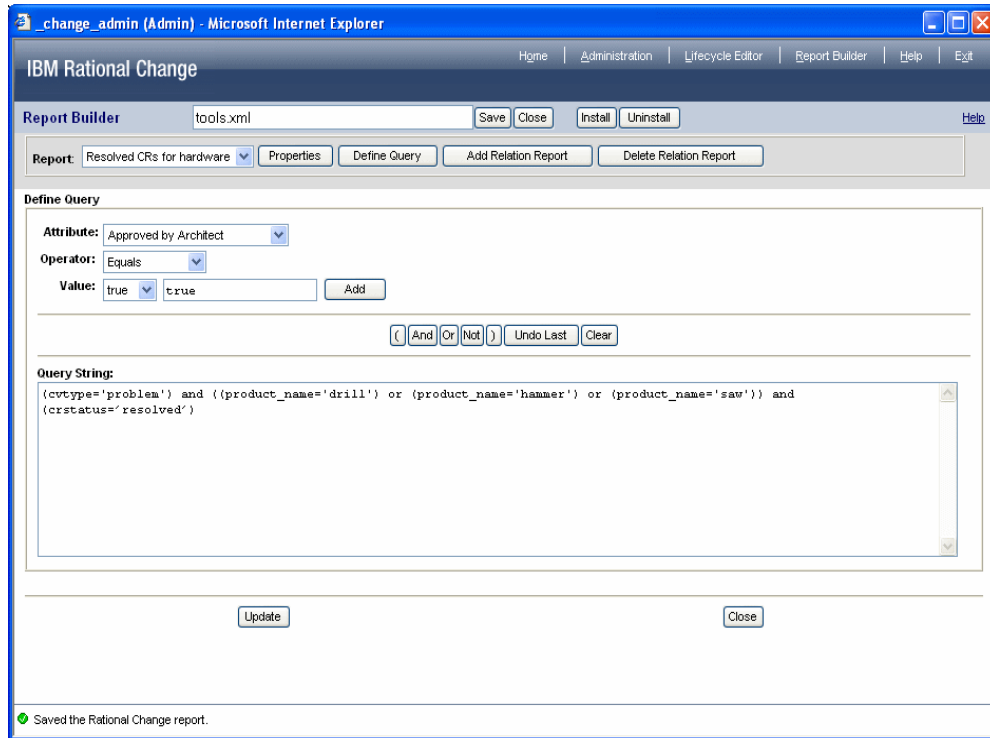 _change_admin (Admin) - Microsoft Internet Explorer
Home Administration Lifecycle Editor Report Builder Help Exit
IBM Rational Change
Report Builder tools.xml Save Close Install Uninstall Help
Report: Resolved CRs for hardware Properties Define Query Add Relation Report Delete Relation Report
Define Query
Attribute: Approved by Architect
Operator: Equals
Value: true true Add
( And Or Not ) Undo Last Clear
Query String:
(cvtype='problem') and ((product_name='drill') or (product_name='hammer') or (product_name='saw')) and
(crstatus='resolved')
Update Close
Saved the Rational Change report.